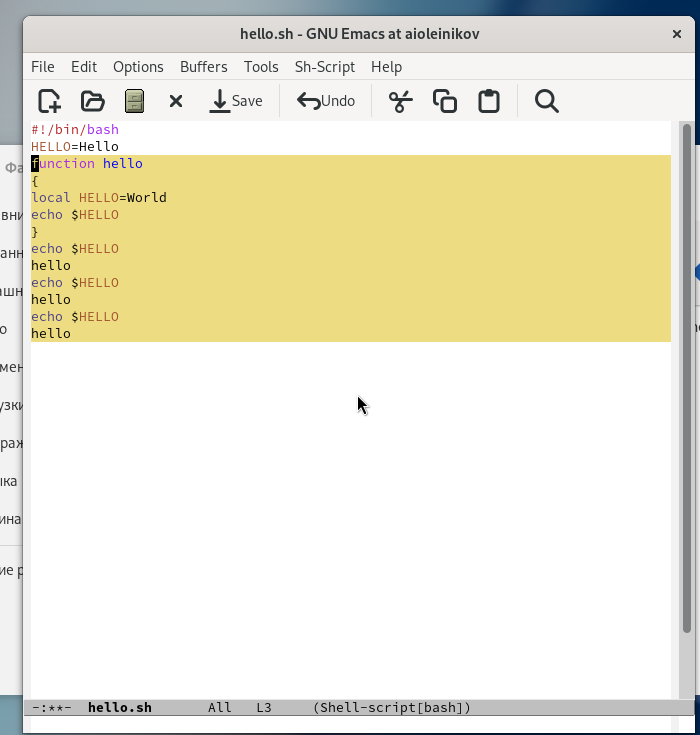 hello.sh - GNU Emacs at aioleinikov
File Edit Options Buffers Tools Sh-Script Help
Save Undo
#!/bin/bash
HELLO=Hello
function hello
{
local HELLO=World
echo $HELLO
}
echo $HELLO
hello
echo $HELLO
hello
echo $HELLO
hello
-:**- hello.sh All L3 (Shell-script[bash])